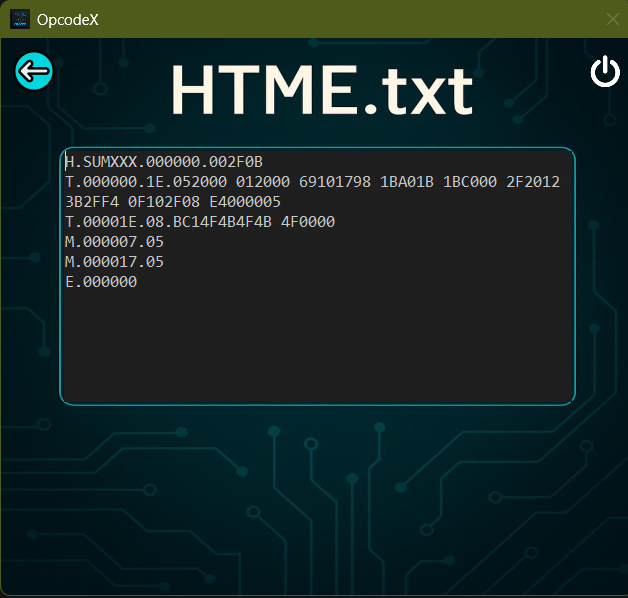 OpcodeX
HTME.txt
H.SUMXXX.000000.002F0B
T.000000.1E.052000 012000 69101798 1BA01B 1BC000 2F2012
3B2FF4 0F102F08 E4000005
T.00001E.08.BC14F4B4F4B 4F0000
M.000007.05
M.000017.05
E.000000